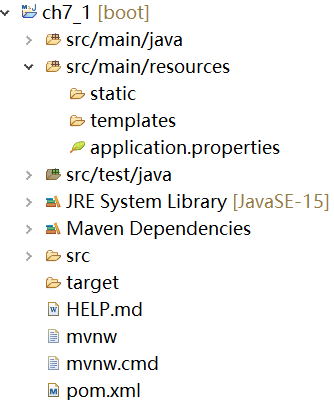 ch7_1 [boot]
src/main/java
src/main/resources
static
templates
application.properties
src/test/java
JRE System Library [JavaSE-15]
Maven Dependencies
src
target
HELP.md
mvnw
mvnw.cmd
pom.xml